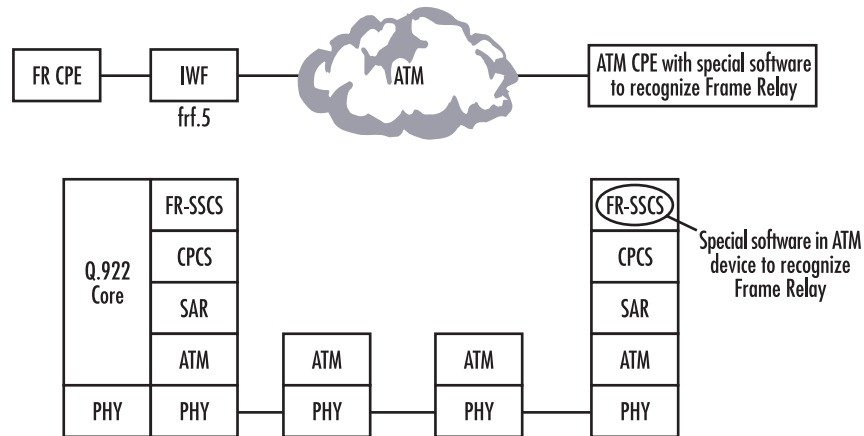 FR CPE
IWF
frf.5
ATM
ATM CPE with special software
to recognize Frame Relay
Q.922
Core
PHY
FR-SSCS
CPCS
SAR
ATM
PHY
ATM
PHY
ATM
PHY
FR-SSCS
CPCS
SAR
ATM
PHY
Special software in ATM
device to recognize
Frame Relay